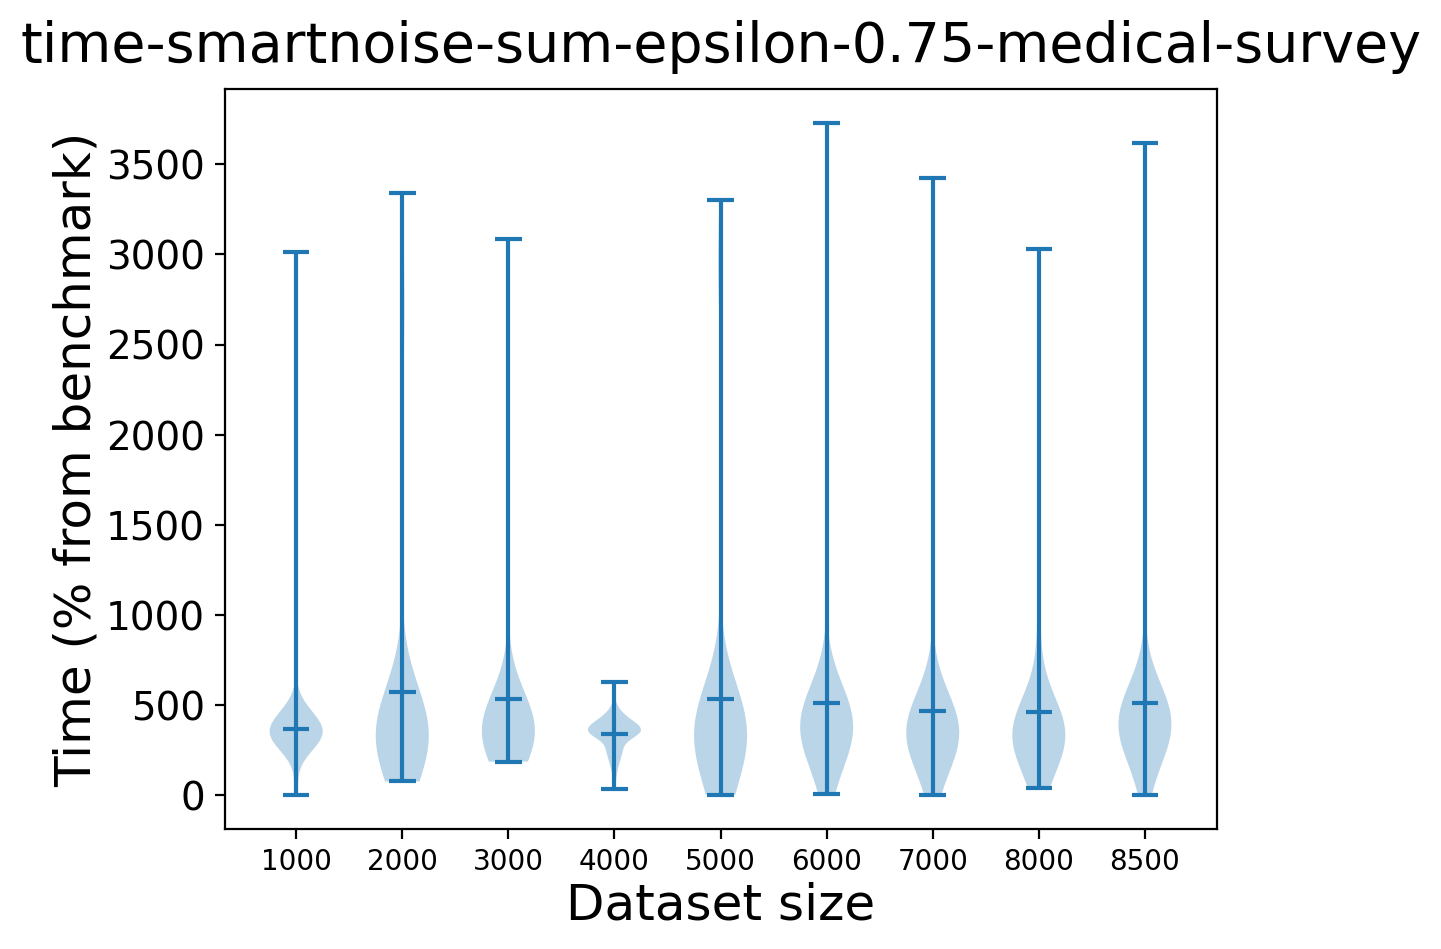 time-smartnoise-sum-epsilon-0.75-medical-survey
Time (% from benchmark)
3500
3000
2500
2000
1500
1000
500
0
1000 2000 3000 4000 5000 6000 7000 8000 8500
Dataset size